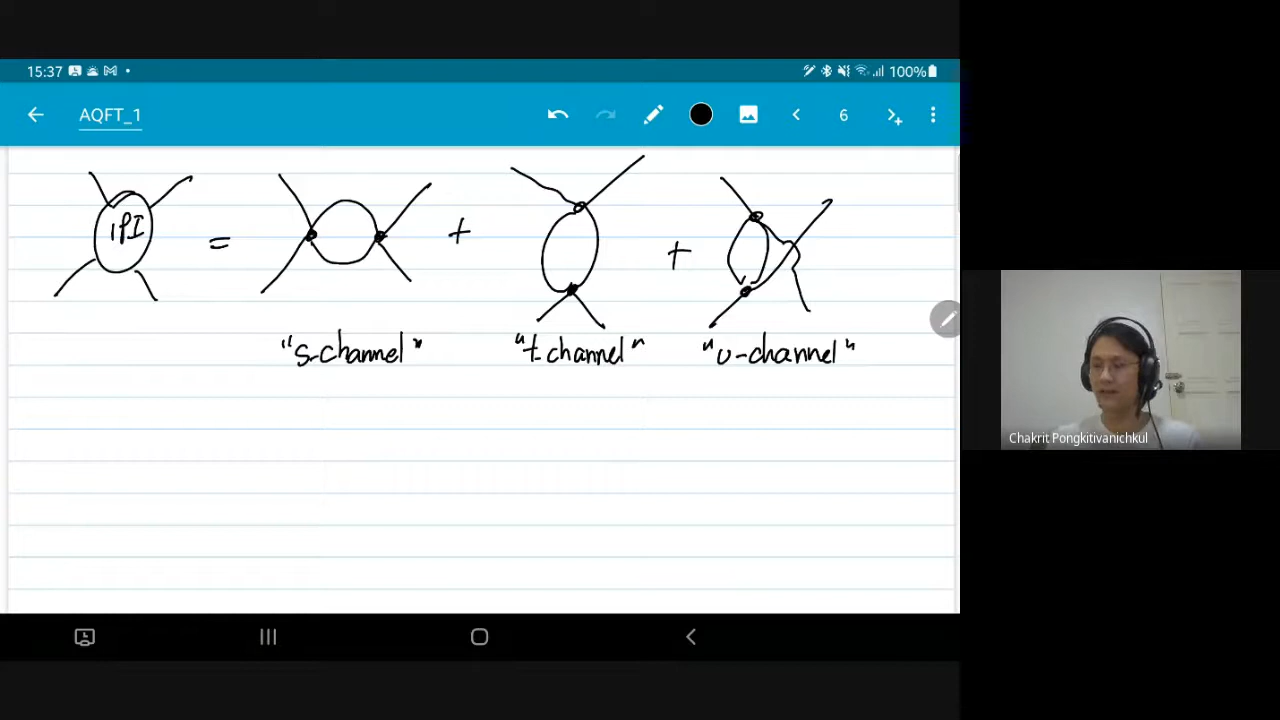 15:37 100%
AQFT_1 6
1PI = + +
"s-channel" "t-channel" "u-channel"
Chakrit Pongkitivanichkul